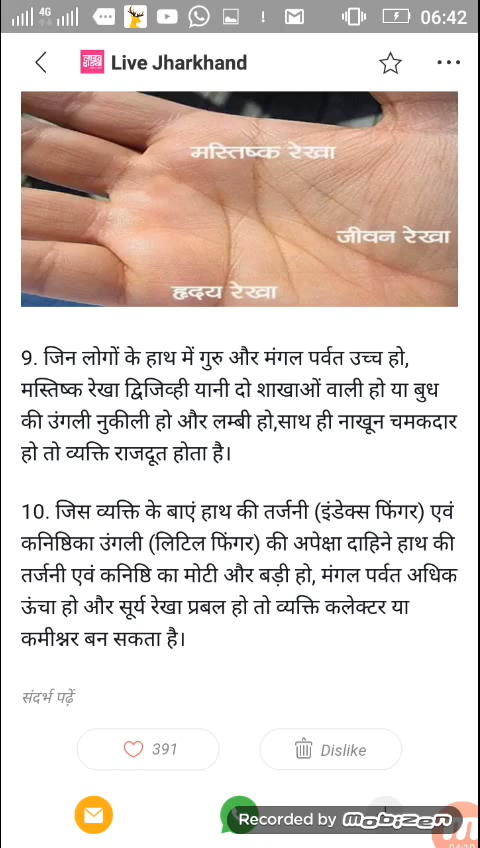 4G
!
06:42
Live Jharkhand
मस्तिष्क रेखा
जीवन रेखा
हृदय रेखा
9. जिन लोगों के हाथ में गुरु और मंगल पर्वत उच्च हो,
मस्तिष्क रेखा द्विजिव्ही यानी दो शाखाओं वाली हो या बुध
की उंगली नुकीली हो और लम्बी हो,साथ ही नाखून चमकदार
हो तो व्यक्ति राजदूत होता है।
10. जिस व्यक्ति के बाएं हाथ की तर्जनी (इंडेक्स फिंगर) एवं
कनिष्ठिका उंगली (लिटिल फिंगर) की अपेक्षा दाहिने हाथ की
तर्जनी एवं कनिष्ठि का मोटी और बड़ी हो, मंगल पर्वत अधिक
ऊंचा हो और सूर्य रेखा प्रबल हो तो व्यक्ति कलेक्टर या
कमीश्नर बन सकता है।
संदर्भ पढ़ें
391
Dislike
Recorded by mobizen